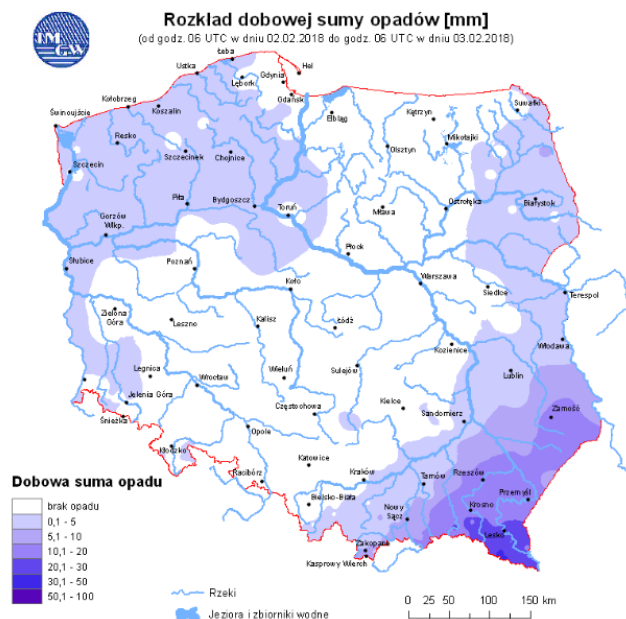 IM
GW
Rozkład dobowej sumy opadów [mm]
(od godz. 06 UTC w dniu 02.02.2018 do godz. 06 UTC w dniu 03.02.2018)
Łeba
Ustka
Hel
Lębork
Gdynia
Gdańsk
Kołobrzeg
Koszalin
Świnoujście
Elbląg
Kętrzyn
Suwałki
Resko
Szczecinek
Chojnice
Olsztyn
Mikołajki
Szczecin
Piła
Bydgoszcz
Toruń
Mława
Ostrołęka
Białystok
Gorzów
Wlkp.
Płock
Słubice
Poznań
Koło
Warszawa
Siedlce
Terespol
Zielona
Góra
Leszno
Kalisz
Łódź
Kozienice
Włodawa
Legnica
Wrocław
Wieluń
Sulejów
Lublin
Jelenia Góra
Częstochowa
Kielce
Sandomierz
Zamość
Śnieżka
Opole
Kłodzko
Racibórz
Katowice
Kraków
Tarnów
Rzeszów
Przemyśl
Bielsko-Biała
Nowy
Sącz
Krosno
Lesko
Zakopane
Kasprowy Wierch
Dobowa suma opadu
brak opadu
0,1 - 5
5,1 - 10
10,1 - 20
20,1 - 30
30,1 - 50
50,1 - 100
Rzeki
Jeziora i zbiorniki wodne
0 25 50 100 150 km